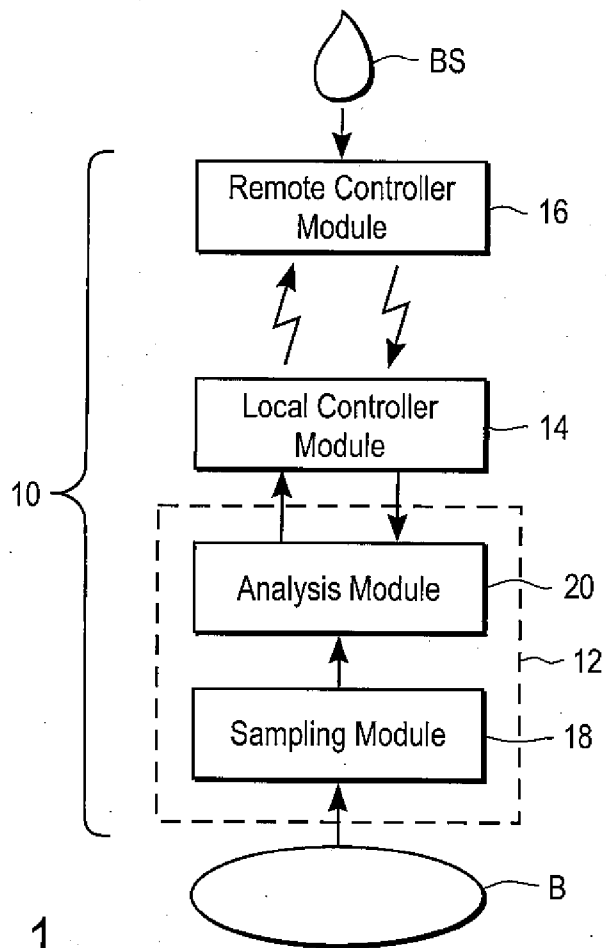 BS
Remote Controller
Module
16
Local Controller
Module
14
10
Analysis Module
20
12
Sampling Module
18
B
1